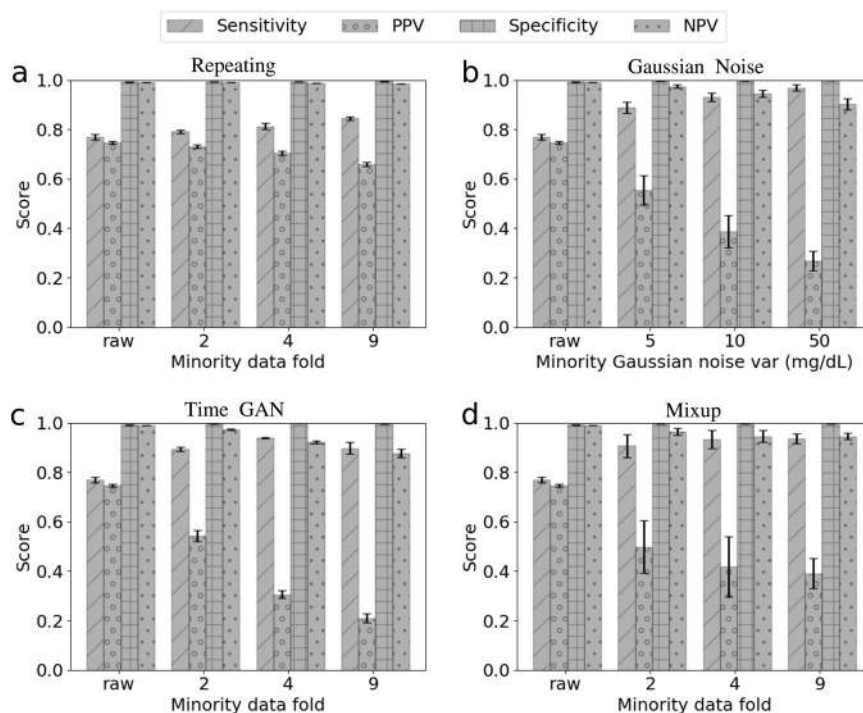 Sensitivity PPV Specificity NPV
a Repeating
1.0
0.8
0.6
0.4
0.2
0.0
Score
raw 2 4 9
Minority data fold
b Gaussian Noise
1.0
0.8
0.6
0.4
0.2
0.0
Score
raw 5 10 50
Minority Gaussian noise var (mg/dL)
c Time GAN
1.0
0.8
0.6
0.4
0.2
0.0
Score
raw 2 4 9
Minority data fold
d Mixup
1.0
0.8
0.6
0.4
0.2
0.0
Score
raw 2 4 9
Minority data fold